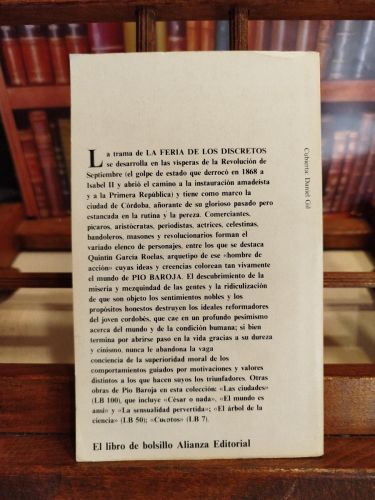 La trama de LA FERIA DE LOS DISCRETOS
se desarrolla en las vísperas de la Revolución de
Septiembre (el golpe de estado que derrocó en 1868 a
Isabel II y abrió el camino a la instauración amadeísta
y a la Primera República) y tiene como marco la
ciudad de Córdoba, añorante de su glorioso pasado pero
estancada en la rutina y la pereza. Comerciantes,
pícaros, aristócratas, periodistas, actrices, celestinas,
bandoleros, masones y revolucionarios forman el
variado elenco de personajes, entre los que se destaca
Quintín García Roelas, arquetipo de ese «hombre de
acción» cuyas ideas y creencias colorean tan vivamente
el mundo de PIO BAROJA. El descubrimiento de la
miseria y mezquindad de las gentes y la ridiculización
de que son objeto los sentimientos nobles y los
propósitos honestos destruyen los ideales reformadores
del joven cordobés, que cae en un profundo pesimismo
acerca del mundo y de la condición humana; si bien
termina por abrirse paso en la vida gracias a su dureza
y cinismo, nunca le abandona la vaga
conciencia de la superioridad moral de los
comportamientos guiados por motivaciones y valores
distintos a los que hacen suyos los triunfadores. Otras
obras de Pío Baroja en esta colección: «Las ciudades»
(LB 100), que incluye «César o nada», «El mundo es
ansí» y «La sensualidad pervertida»; «El árbol de la
ciencia» (LB 50); «Cuentos» (LB 7).
El libro de bolsillo Alianza Editorial
Cubierta: Daniel Gil